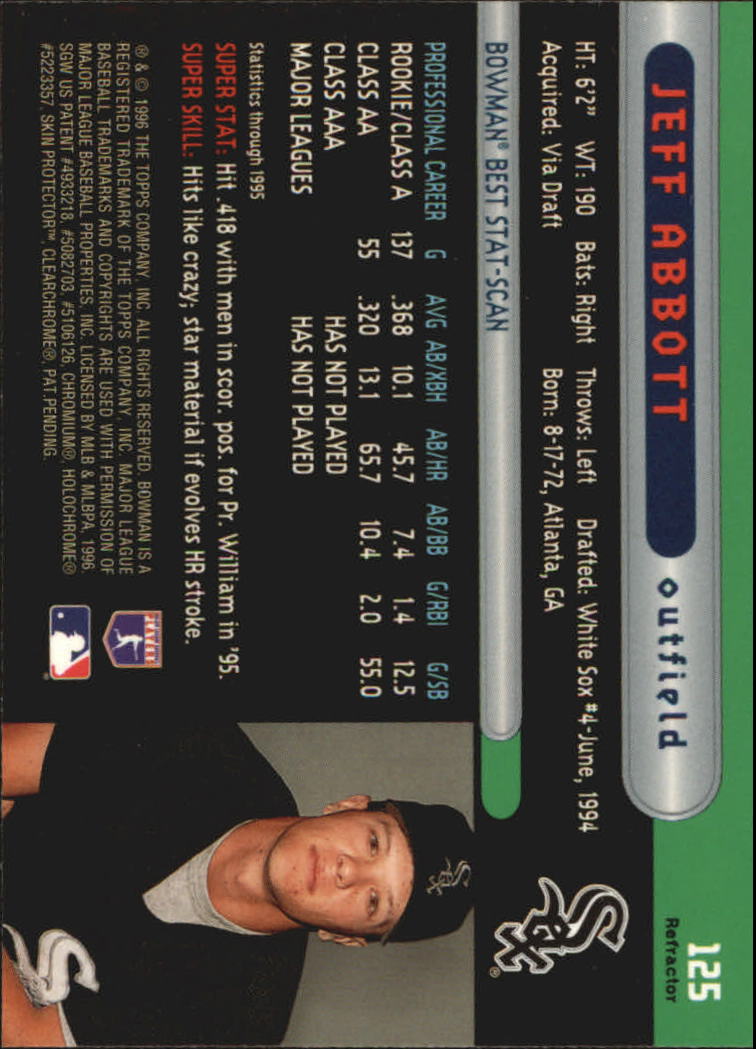 JEFF ABBOTT outfield 125
Refractor
HT: 6'2" WT: 190 Bats: Right Throws: Left Drafted: White Sox #4-June, 1994
Acquired: Via Draft Born: 8-17-72, Atlanta, GA
Sox
®
BOWMAN® BEST STAT-SCAN
PROFESSIONAL CAREER G AVG AB/XBH AB/HR AB/BB G/RBI G/SB
ROOKIE/CLASS A 137 .368 10.1 45.7 7.4 1.4 12.5
CLASS AA 55 .320 13.1 65.7 10.4 2.0 55.0
CLASS AAA HAS NOT PLAYED
MAJOR LEAGUES HAS NOT PLAYED
Statistics through 1995
SUPER STAT: Hit .418 with men in scor. pos. for Pr. William in '95.
SUPER SKILL: Hits like crazy; star material if evolves HR stroke.
® & © 1996 THE TOPPS COMPANY, INC. ALL RIGHTS RESERVED. BOWMAN IS A
REGISTERED TRADEMARK OF THE TOPPS COMPANY, INC. MAJOR LEAGUE
BASEBALL TRADEMARKS AND COPYRIGHTS ARE USED WITH PERMISSION OF
MAJOR LEAGUE BASEBALL PROPERTIES, INC. LICENSED BY MLB & MLBPA, 1996.
SGW US PATENT #4933218, #5082703, #5106126, CHROMIUM®, HOLOCHROME®
#5223357, SKIN PROTECTOR™, CLEARCHROME®, PAT. PENDING.
Sox